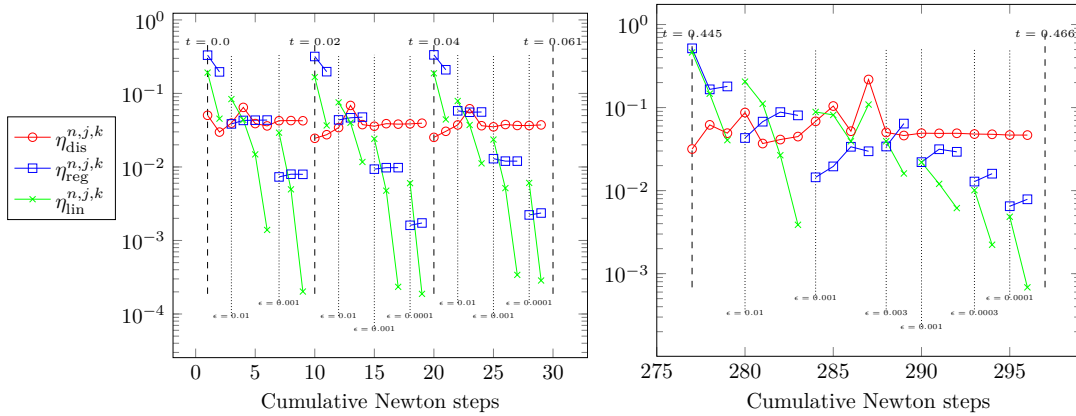 η_dis^{n,j,k}
η_reg^{n,j,k}
η_lin^{n,j,k}
10^0
10^−1
10^−2
10^−3
10^−4
t = 0.0
t = 0.02
t = 0.04
t = 0.061
ϵ = 0.01
ϵ = 0.001
ϵ = 0.01
ϵ = 0.001
ϵ = 0.0001
ϵ = 0.01
ϵ = 0.001
ϵ = 0.0001
0 5 10 15 20 25 30
Cumulative Newton steps
10^0
10^−1
10^−2
10^−3
t = 0.445
t = 0.466
ϵ = 0.01
ϵ = 0.001
ϵ = 0.003
ϵ = 0.001
ϵ = 0.0003
ϵ = 0.0001
275 280 285 290 295
Cumulative Newton steps